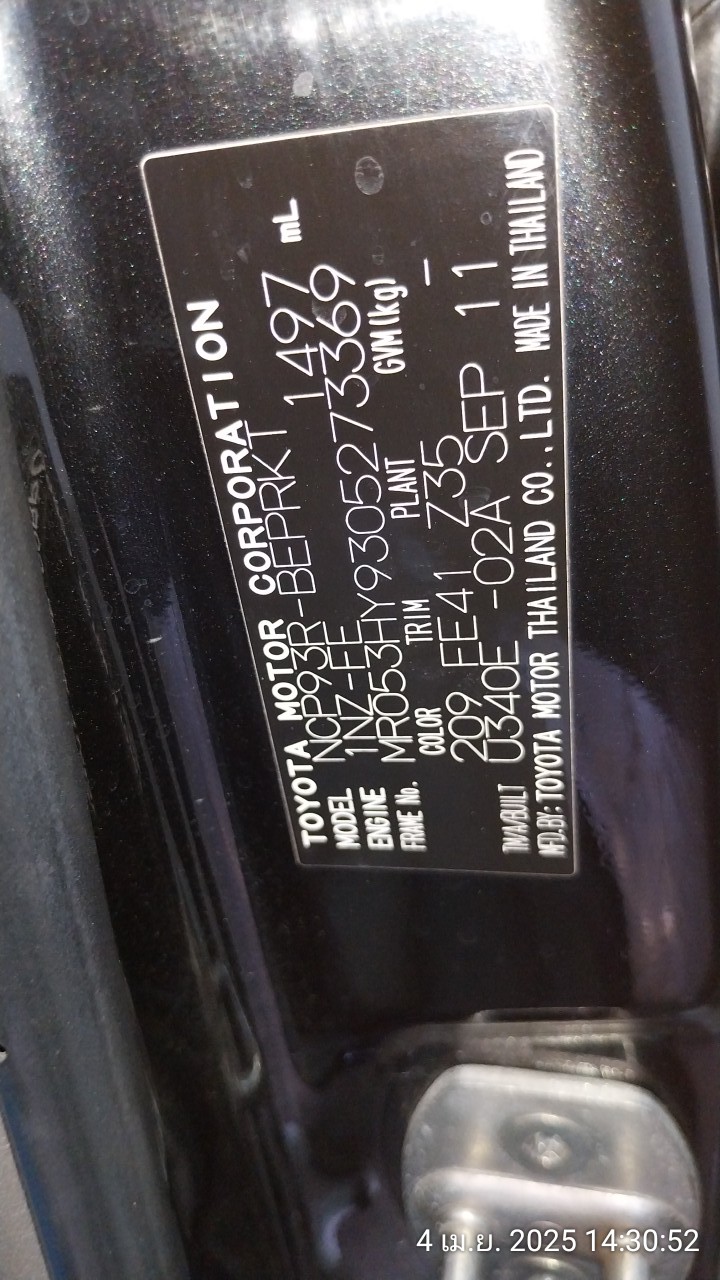 TOYOTA MOTOR CORPORATION
MODEL NCP93R-BEPRKT 1497 mL
ENGINE 1NZ-FE
FRAME No. MR053HY9305273369
COLOR TRIM PLANT GVM(kg)
209 FE41 Z35 -
TM/A/BUILT U340E -02A SEP 11
MFD.BY: TOYOTA MOTOR THAILAND CO.,LTD. MADE IN THAILAND
4 เม.ย. 2025 14:30:52